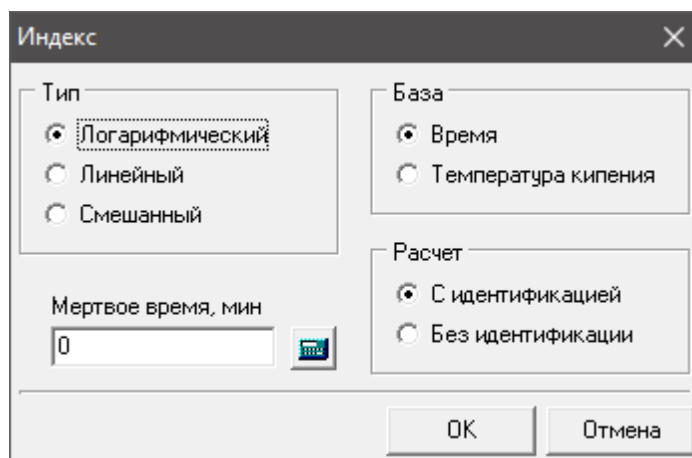 Индекс
Тип
Логарифмический
Линейный
Смешанный
База
Время
Температура кипения
Мертвое время, мин
0
Расчет
С идентификацией
Без идентификации
OK
Отмена